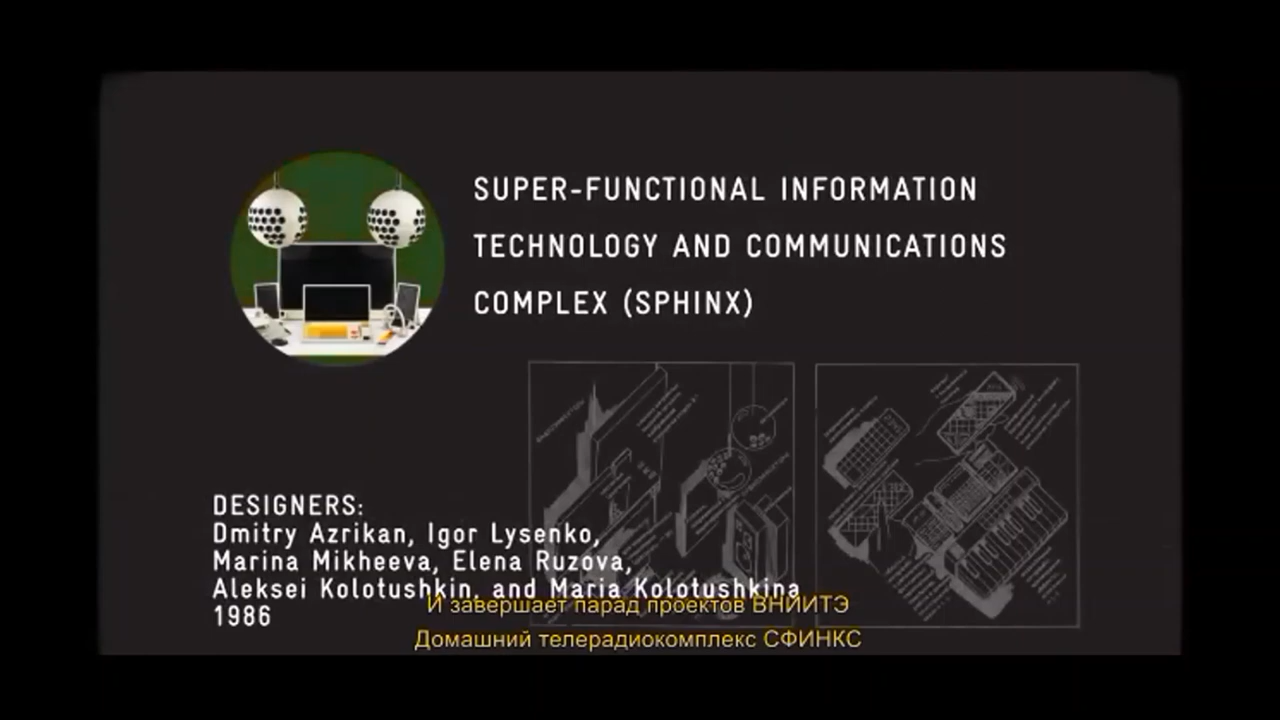 SUPER-FUNCTIONAL INFORMATION
TECHNOLOGY AND COMMUNICATIONS
COMPLEX (SPHINX)
DESIGNERS:
Dmitry Azrikan, Igor Lysenko,
Marina Mikheeva, Elena Ruzova,
Aleksei Kolotushkin, and Maria Kolotushkina
1986
И завершает парад проектов ВНИИТЭ
Домашний телерадиокомплекс СФИНКС